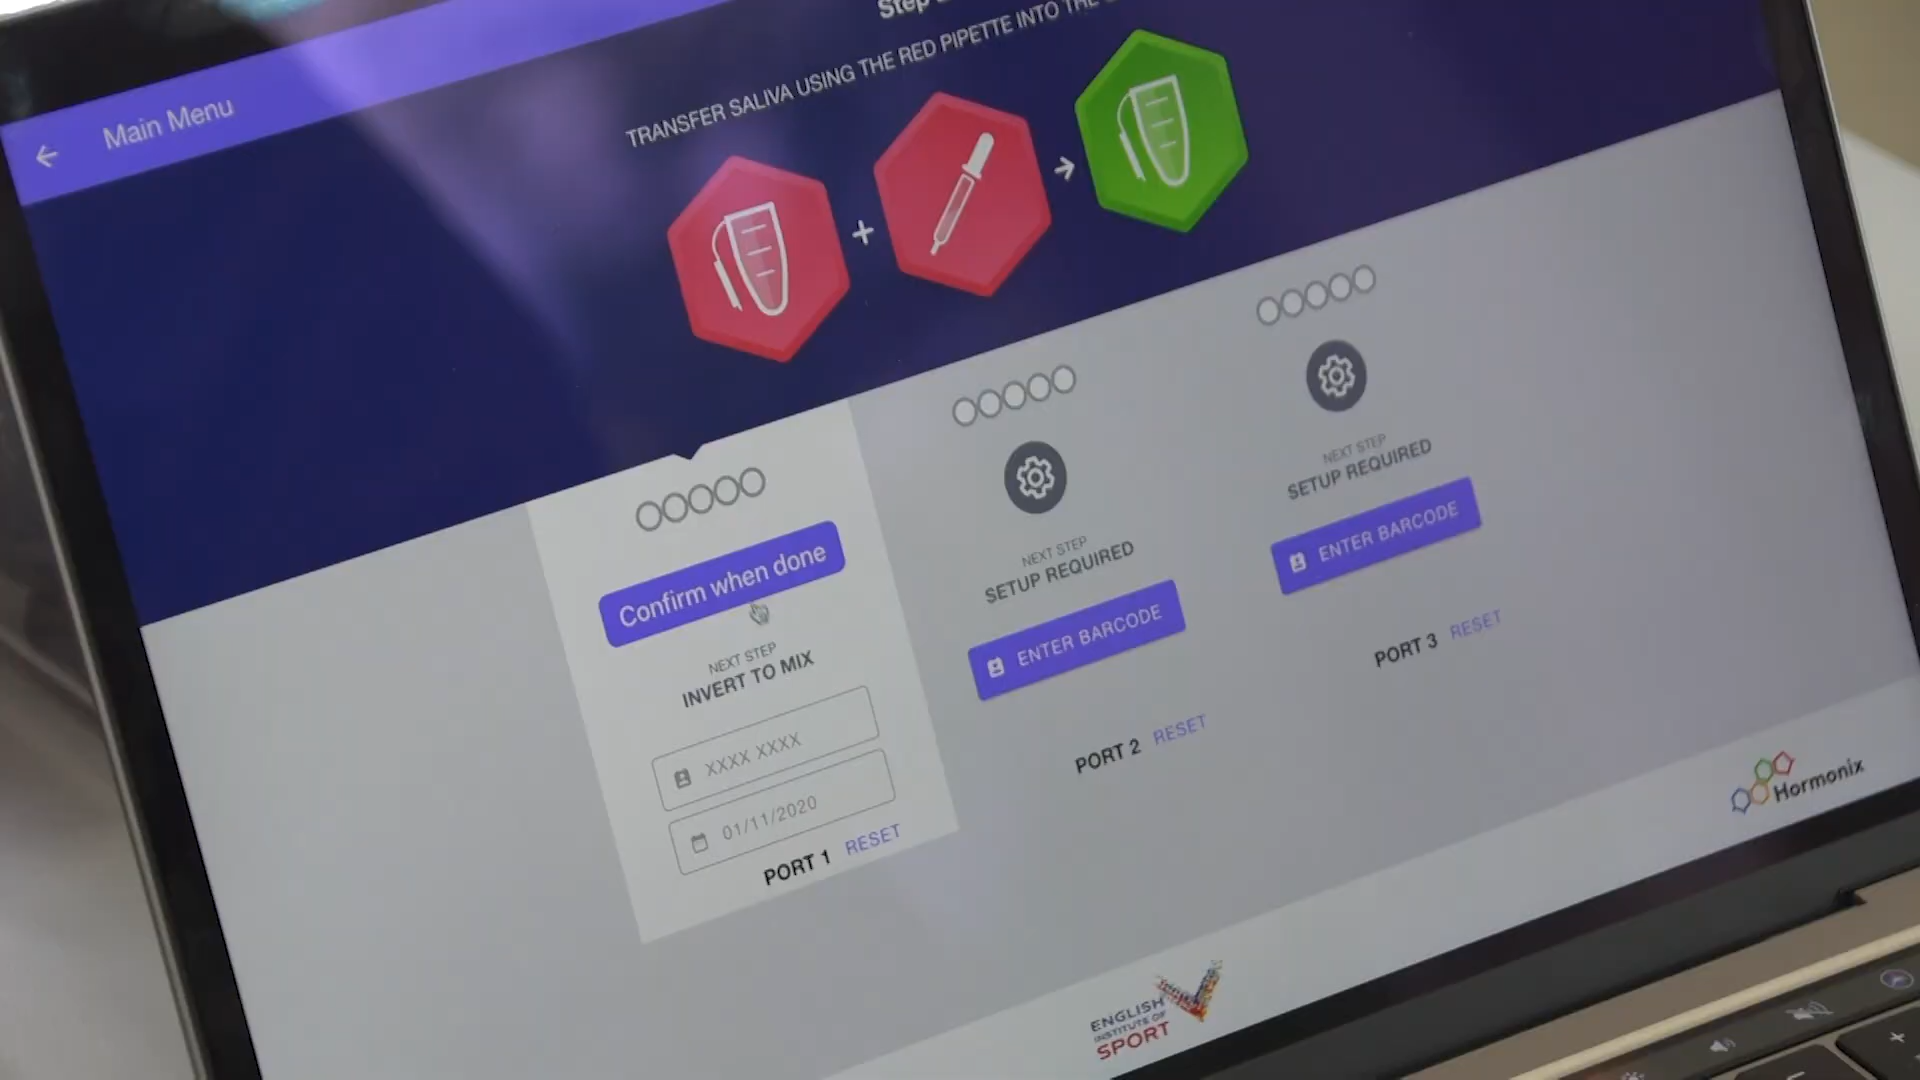 Main Menu
Step
TRANSFER SALIVA USING THE RED PIPETTE INTO THE
Confirm when done
NEXT STEP
INVERT TO MIX
XXXX XXXX
01/11/2020
PORT 1 RESET
NEXT STEP
SETUP REQUIRED
ENTER BARCODE
PORT 2 RESET
NEXT STEP
SETUP REQUIRED
ENTER BARCODE
PORT 3 RESET
Hormonix
ENGLISH
INSTITUTE OF
SPORT